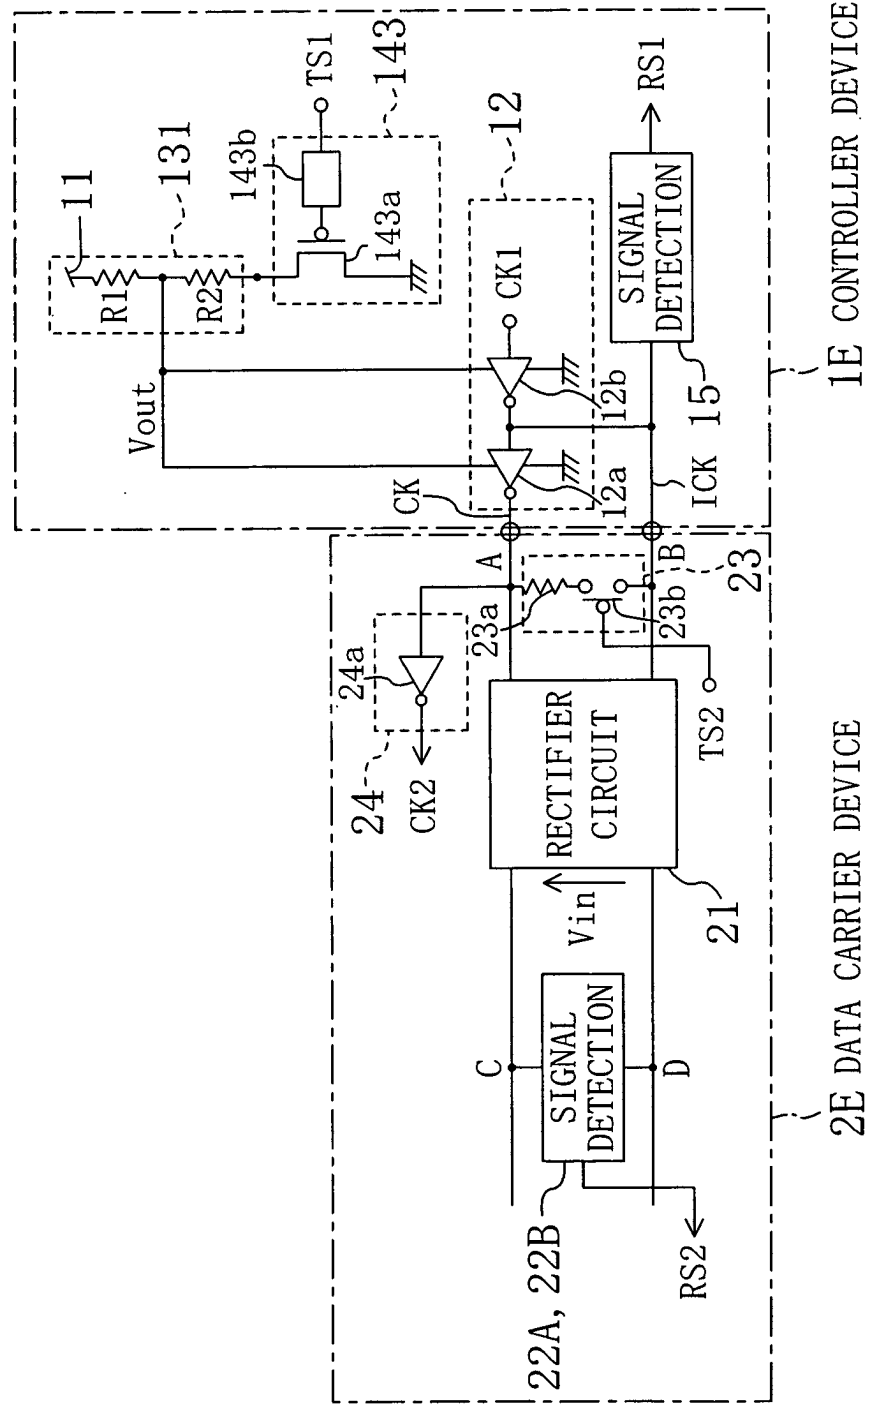 1E CONTROLLER DEVICE
11
131
R1
R2
Vout
143b
TS1
143
143a
12
CK1
12b
12a
CK
SIGNAL
DETECTION
RS1
15
ICK
2E DATA CARRIER DEVICE
A
B
23a
23b
23
24a
24
CK2
TS2
RECTIFIER
CIRCUIT
21
Vin
C
D
SIGNAL
DETECTION
22A, 22B
RS2